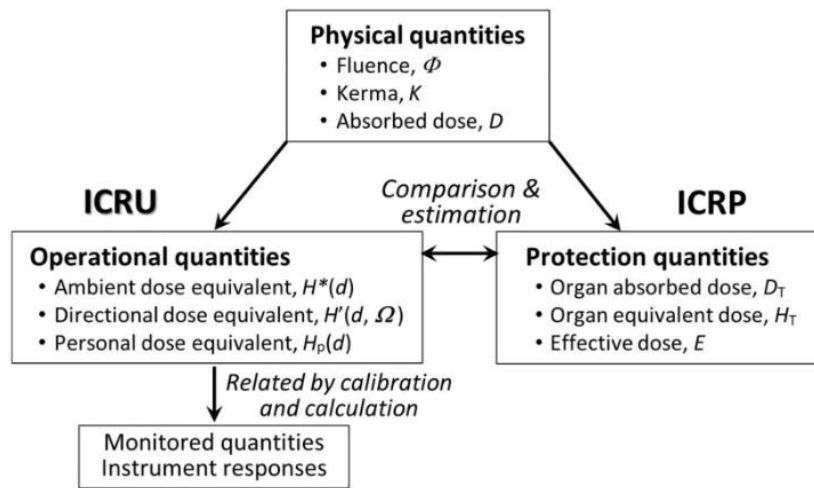 Physical quantities
• Fluence, Φ
• Kerma, K
• Absorbed dose, D
ICRU
Comparison &
estimation
ICRP
Operational quantities
• Ambient dose equivalent, H*(d)
• Directional dose equivalent, H'(d, Ω)
• Personal dose equivalent, Hp(d)
Protection quantities
• Organ absorbed dose, DT
• Organ equivalent dose, HT
• Effective dose, E
Related by calibration
and calculation
Monitored quantities
Instrument responses